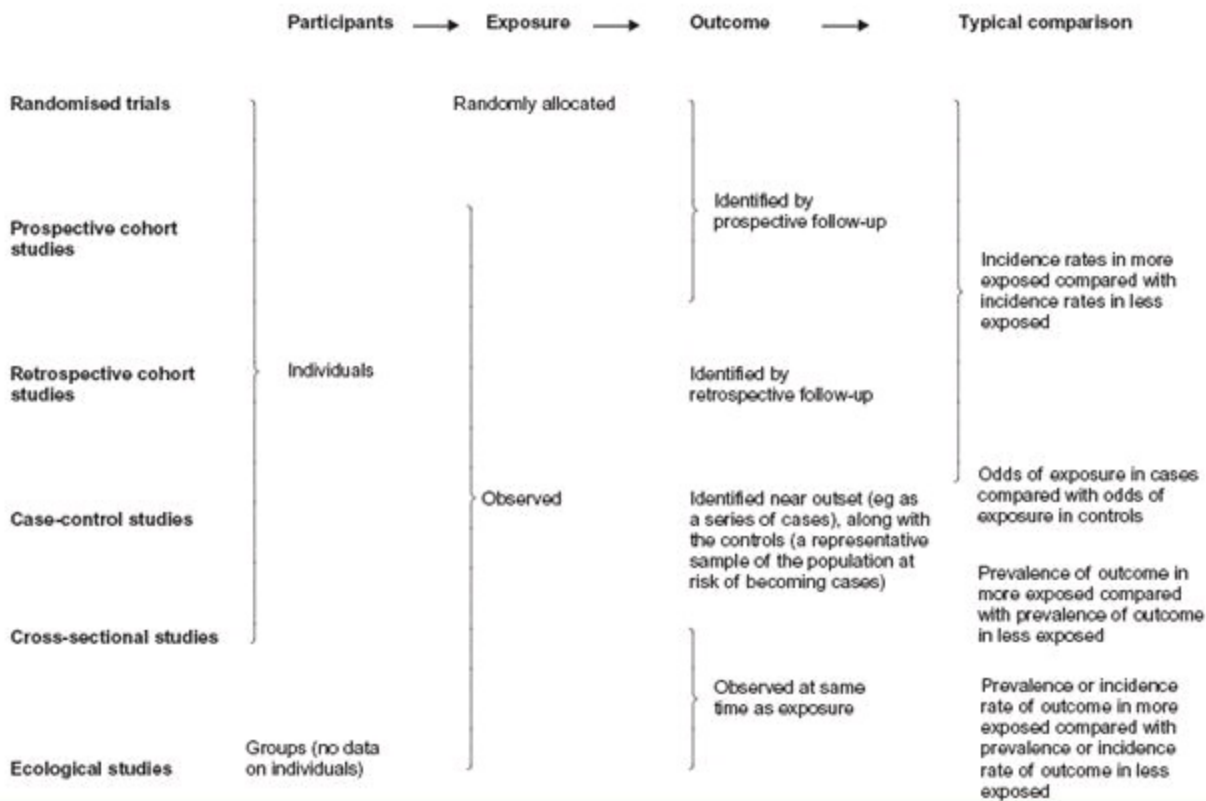 Participants → Exposure → Outcome → Typical comparison
Randomised trials
Randomly allocated
Prospective cohort
studies
Identified by
prospective follow-up
Incidence rates in more
exposed compared with
incidence rates in less
exposed
Retrospective cohort
studies
Individuals
Identified by
retrospective follow-up
Case-control studies
Observed
Identified near outset (eg as
a series of cases), along with
the controls (a representative
sample of the population at
risk of becoming cases)
Odds of exposure in cases
compared with odds of
exposure in controls
Cross-sectional studies
Prevalence of outcome in
more exposed compared
with prevalence of outcome
in less exposed
Observed at same
time as exposure
Ecological studies
Groups (no data
on individuals)
Prevalence or incidence
rate of outcome in more
exposed compared with
prevalence or incidence
rate of outcome in less
exposed